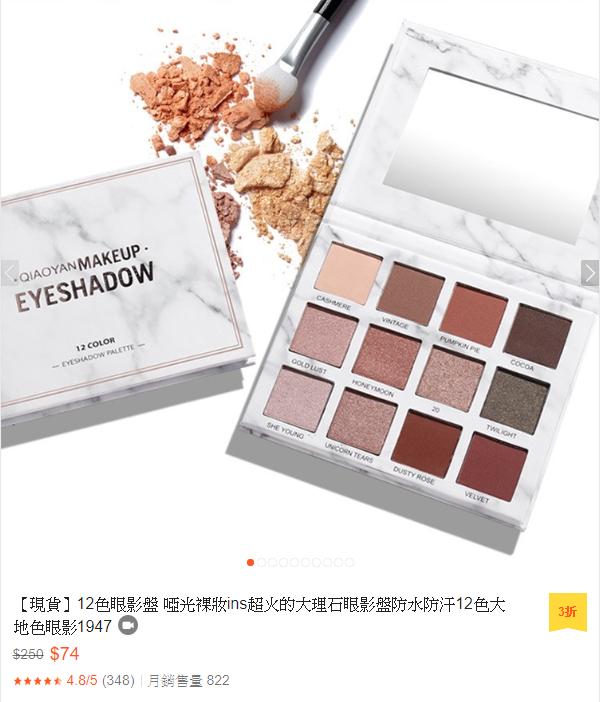 · QIAOYAN MAKEUP ·
EYESHADOW
12 COLOR
— EYESHADOW PALETTE —
CASHMERE
VINTAGE
PUMPKIN PIE
COCOA
GOLD LUST
HONEYMOON
20
TWILIGHT
SHE YOUNG
UNICORN TEARS
DUSTY ROSE
VELVET
【現貨】12色眼影盤 啞光裸妝ins超火的大理石眼影盤防水防汗12色大
地色眼影1947
3折
$250 $74
4.8/5 (348) | 月銷售量 822